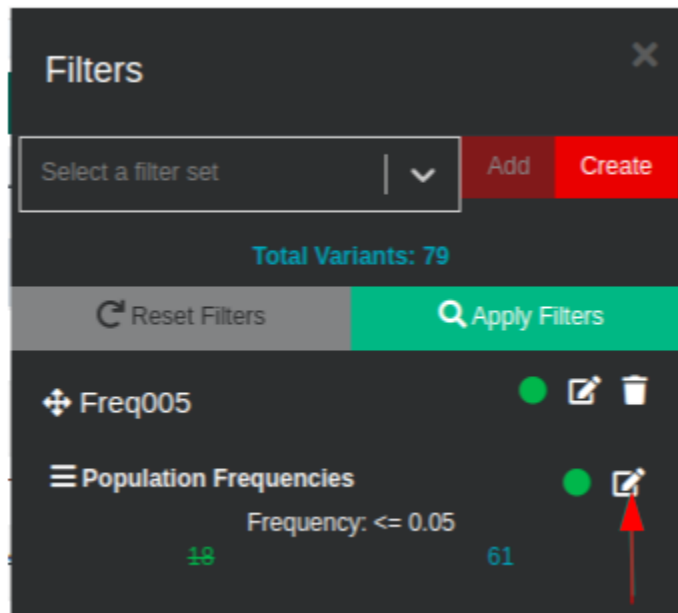 Filters
Select a filter set
Add
Create
Total Variants: 79
Reset Filters
Apply Filters
Freq005
Population Frequencies
Frequency: <= 0.05
18
61